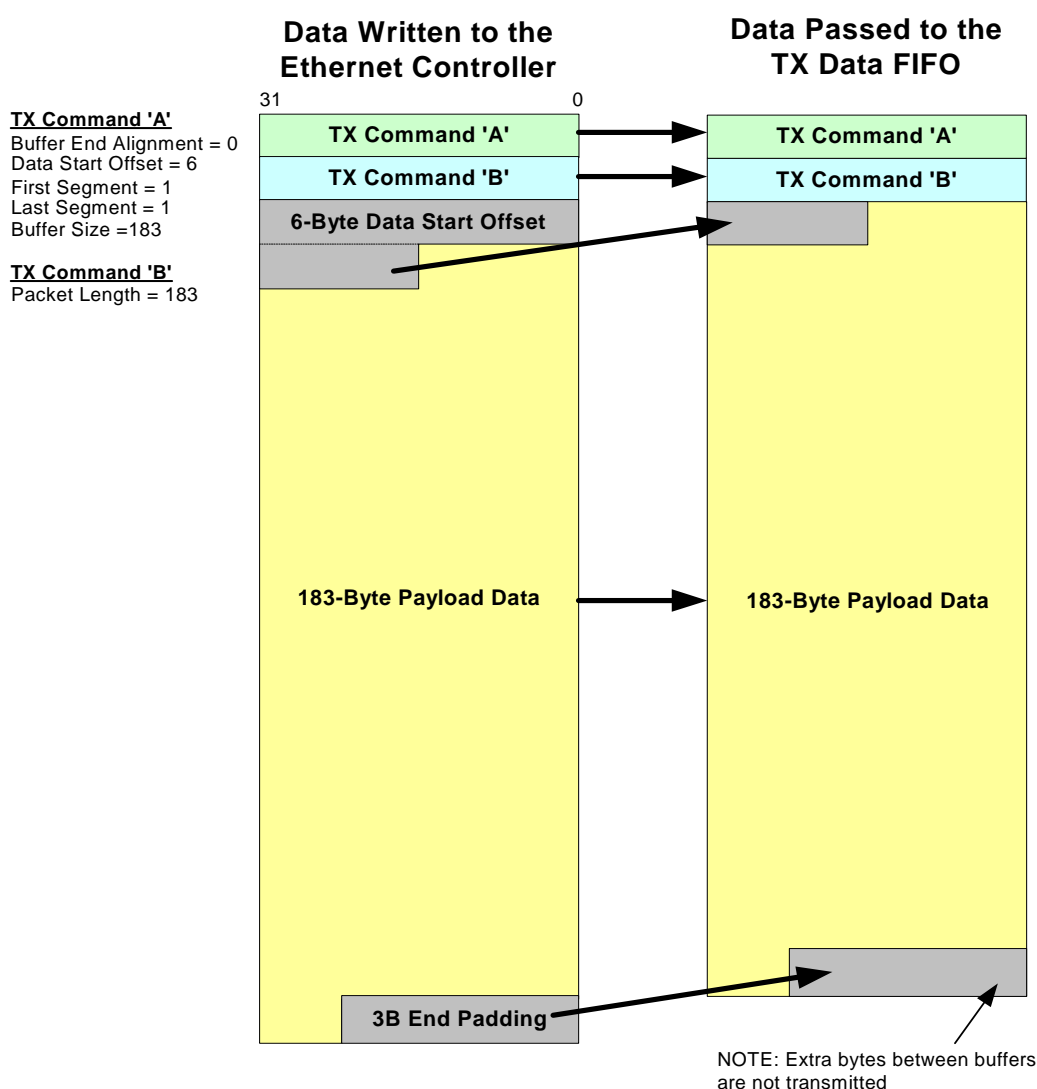 Data Written to the
Ethernet Controller
Data Passed to the
TX Data FIFO
31
0
TX Command 'A'
Buffer End Alignment = 0
Data Start Offset = 6
First Segment = 1
Last Segment = 1
Buffer Size =183
TX Command 'B'
Packet Length = 183
TX Command 'A'
TX Command 'B'
6-Byte Data Start Offset
183-Byte Payload Data
3B End Padding
TX Command 'A'
TX Command 'B'
183-Byte Payload Data
NOTE: Extra bytes between buffers
are not transmitted